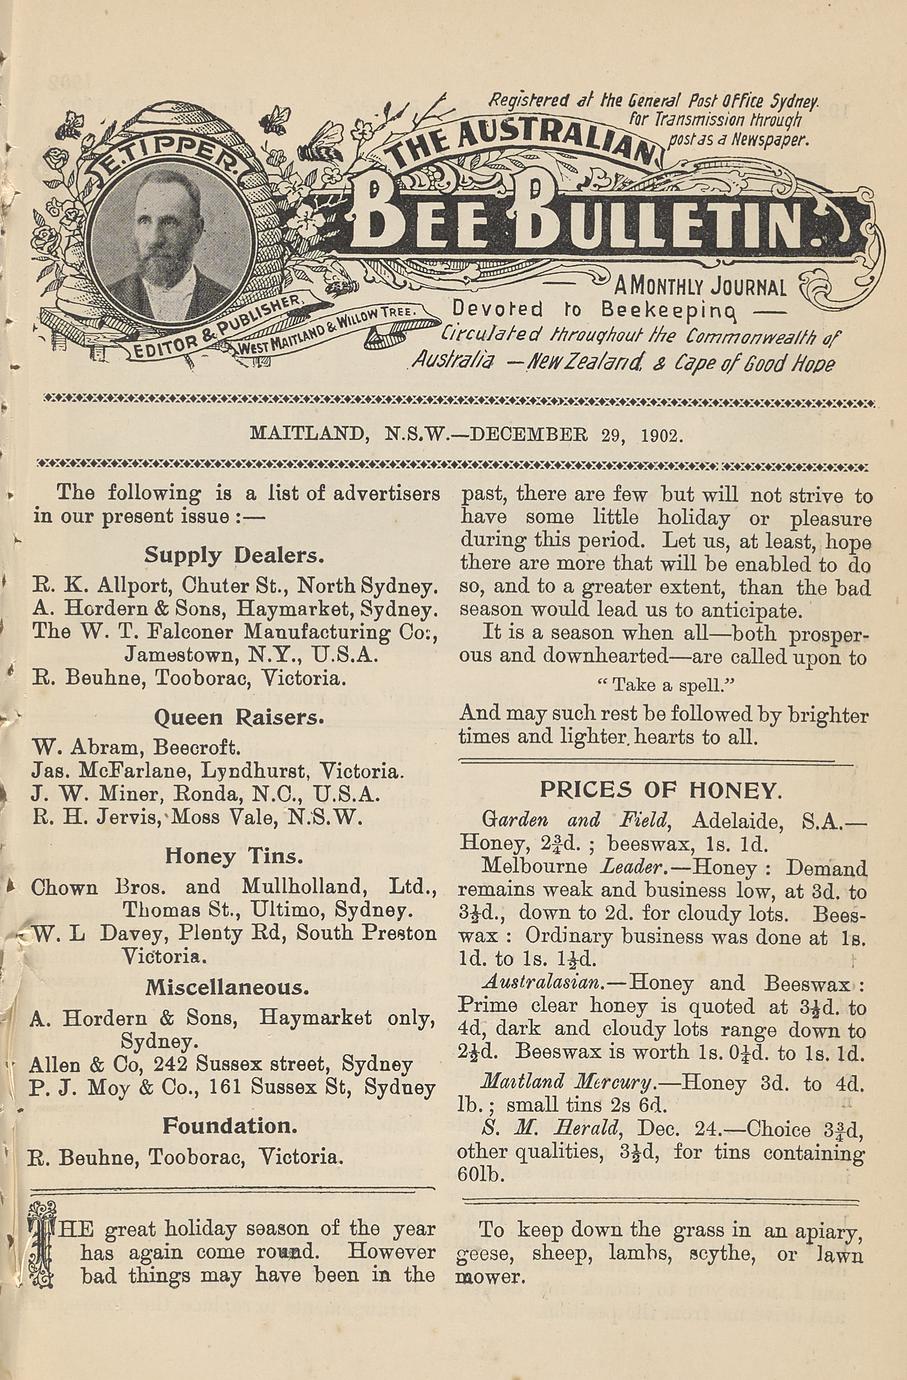 Registered at the General Post Office Sydney.
for Transmission through
post as a Newspaper.
E. TIPPER.
THE AUSTRALIAN
BEE BULLETIN.
A MONTHLY JOURNAL
Devoted to Beekeeping —
EDITOR & PUBLISHER,
WEST MAITLAND & WILLOW TREE.
Circulated throughout the Commonwealth of
Australia — New Zealand, & Cape of Good Hope
MAITLAND, N.S.W.—DECEMBER 29, 1902.
The following is a list of advertisers
in our present issue :—
Supply Dealers.
R. K. Allport, Chuter St., North Sydney.
A. Hordern & Sons, Haymarket, Sydney.
The W. T. Falconer Manufacturing Co:,
Jamestown, N.Y., U.S.A.
R. Beuhne, Tooborac, Victoria.
Queen Raisers.
W. Abram, Beecroft.
Jas. McFarlane, Lyndhurst, Victoria.
J. W. Miner, Ronda, N.C., U.S.A.
R. H. Jervis, Moss Vale, N.S.W.
Honey Tins.
Chown Bros. and Mullholland, Ltd.,
Thomas St., Ultimo, Sydney.
W. L Davey, Plenty Rd, South Preston
Victoria.
Miscellaneous.
A. Hordern & Sons, Haymarket only,
Sydney.
Allen & Co, 242 Sussex street, Sydney
P. J. Moy & Co., 161 Sussex St, Sydney
Foundation.
R. Beuhne, Tooborac, Victoria.
THE great holiday season of the year
has again come round. However
bad things may have been in the
past, there are few but will not strive to
have some little holiday or pleasure
during this period. Let us, at least, hope
there are more that will be enabled to do
so, and to a greater extent, than the bad
season would lead us to anticipate.
It is a season when all—both prosper-
ous and downhearted—are called upon to
“ Take a spell.”
And may such rest be followed by brighter
times and lighter hearts to all.
PRICES OF HONEY.
Garden and Field, Adelaide, S.A.—
Honey, 2¾d. ; beeswax, 1s. 1d.
Melbourne Leader.—Honey : Demand
remains weak and business low, at 3d. to
3½d., down to 2d. for cloudy lots. Bees-
wax : Ordinary business was done at 1s.
1d. to 1s. 1½d.
Australasian.—Honey and Beeswax :
Prime clear honey is quoted at 3½d. to
4d, dark and cloudy lots range down to
2½d. Beeswax is worth 1s. 0½d. to 1s. 1d.
Maitland Mercury.—Honey 3d. to 4d.
lb. ; small tins 2s 6d.
S. M. Herald, Dec. 24.—Choice 3¾d,
other qualities, 3½d, for tins containing
60lb.
To keep down the grass in an apiary,
geese, sheep, lambs, scythe, or lawn
mower.